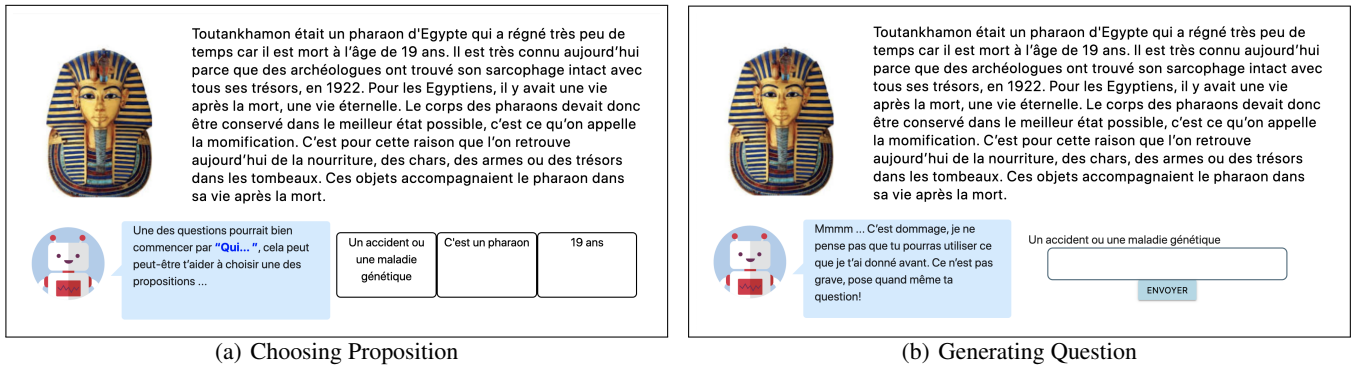 Toutankhamon était un pharaon d'Egypte qui a régné très peu de
temps car il est mort à l'âge de 19 ans. Il est très connu aujourd'hui
parce que des archéologues ont trouvé son sarcophage intact avec
tous ses trésors, en 1922. Pour les Egyptiens, il y avait une vie
après la mort, une vie éternelle. Le corps des pharaons devait donc
être conservé dans le meilleur état possible, c'est ce qu'on appelle
la momification. C'est pour cette raison que l'on retrouve
aujourd'hui de la nourriture, des chars, des armes ou des trésors
dans les tombeaux. Ces objets accompagnaient le pharaon dans
sa vie après la mort.
Une des questions pourrait bien
commencer par “Qui... ”, cela peut
peut-être t'aider à choisir une des
propositions ...
Un accident ou
une maladie
génétique
C'est un pharaon
19 ans
(a) Choosing Proposition
Toutankhamon était un pharaon d'Egypte qui a régné très peu de
temps car il est mort à l'âge de 19 ans. Il est très connu aujourd'hui
parce que des archéologues ont trouvé son sarcophage intact avec
tous ses trésors, en 1922. Pour les Egyptiens, il y avait une vie
après la mort, une vie éternelle. Le corps des pharaons devait donc
être conservé dans le meilleur état possible, c'est ce qu'on appelle
la momification. C'est pour cette raison que l'on retrouve
aujourd'hui de la nourriture, des chars, des armes ou des trésors
dans les tombeaux. Ces objets accompagnaient le pharaon dans
sa vie après la mort.
Mmmm ... C'est dommage, je ne
pense pas que tu pourras utiliser ce
que je t'ai donné avant. Ce n'est pas
grave, pose quand même ta
question!
Un accident ou une maladie génétique
ENVOYER
(b) Generating Question